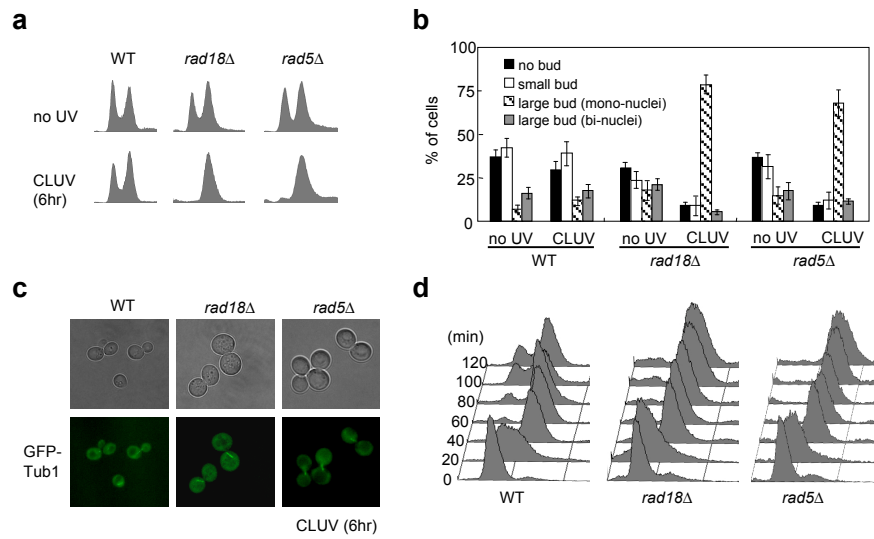 a
WT rad18Δ rad5Δ
no UV
CLUV
(6hr)
b
% of cells
100
75
50
25
0
no bud
small bud
large bud (mono-nuclei)
large bud (bi-nuclei)
no UV CLUV no UV CLUV no UV CLUV
WT rad18Δ rad5Δ
c
WT rad18Δ rad5Δ
GFP-
Tub1
CLUV (6hr)
d
(min)
120
100
80
60
40
20
0
WT rad18Δ rad5Δ